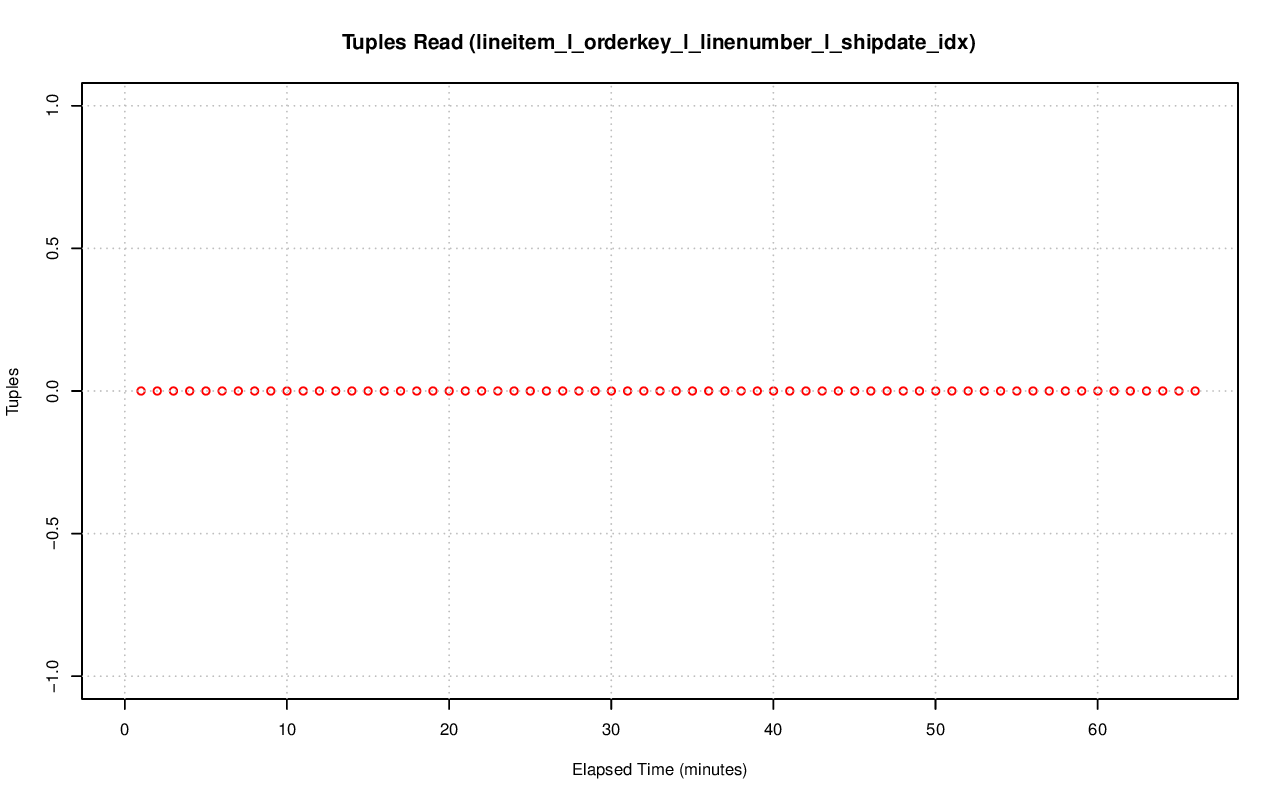 Tuples Read (lineitem_l_orderkey_l_linenumber_l_shipdate_idx)
1.0
0.5
0.0
−0.5
−1.0
Tuples
0 10 20 30 40 50 60
Elapsed Time (minutes)